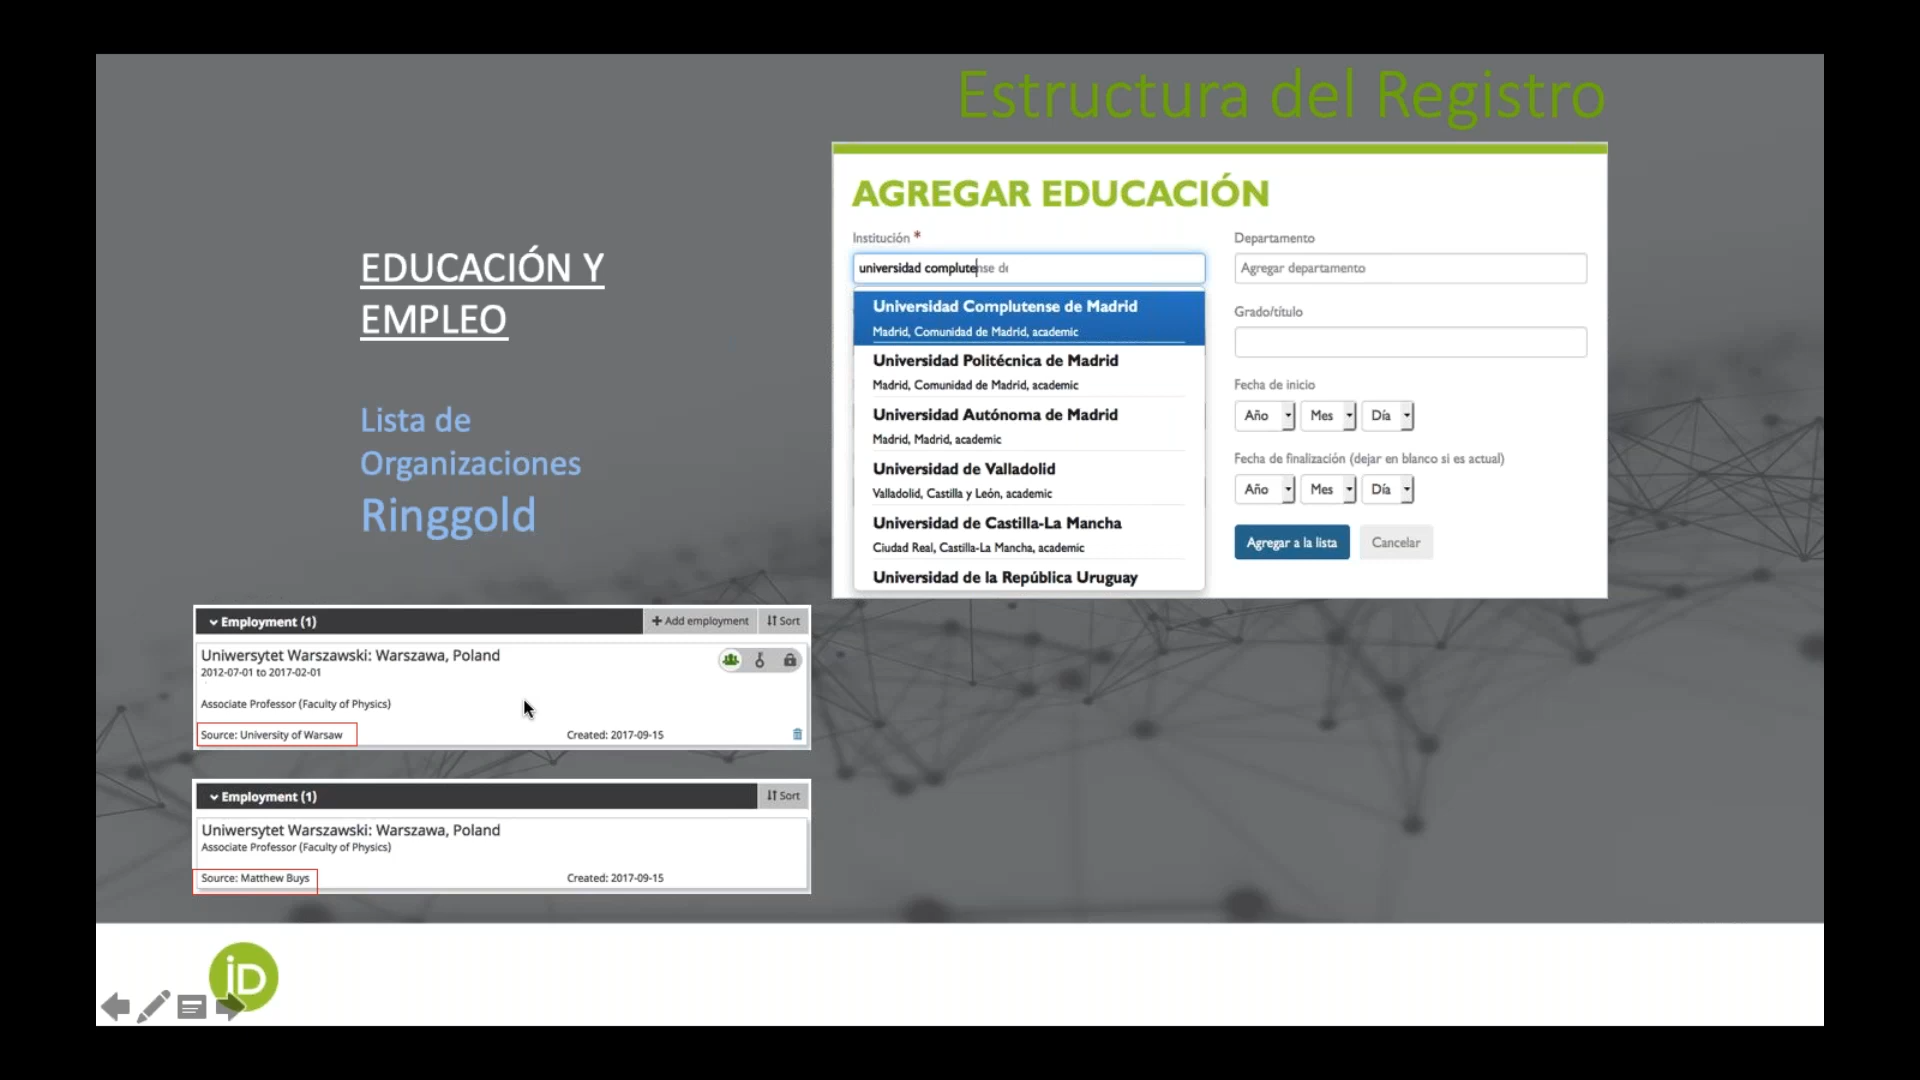 Estructura del Registro
EDUCACIÓN Y
EMPLEO
Lista de
Organizaciones
Ringgold
AGREGAR EDUCACIÓN
Institución *
universidad complutense de
Universidad Complutense de Madrid
Madrid, Comunidad de Madrid, academic
Universidad Politécnica de Madrid
Madrid, Comunidad de Madrid, academic
Universidad Autónoma de Madrid
Madrid, Madrid, academic
Universidad de Valladolid
Valladolid, Castilla y León, academic
Universidad de Castilla-La Mancha
Ciudad Real, Castilla-La Mancha, academic
Universidad de la República Uruguay
Departamento
Agregar departamento
Grado/título
Fecha de inicio
Año Mes Día
Fecha de finalización (dejar en blanco si es actual)
Año Mes Día
Agregar a la lista Cancelar
Employment (1) + Add employment Sort
Uniwersytet Warszawski: Warszawa, Poland
2012-07-01 to 2017-02-01
Associate Professor (Faculty of Physics)
Source: University of Warsaw Created: 2017-09-15
Employment (1) Sort
Uniwersytet Warszawski: Warszawa, Poland
Associate Professor (Faculty of Physics)
Source: Matthew Buys Created: 2017-09-15
iD